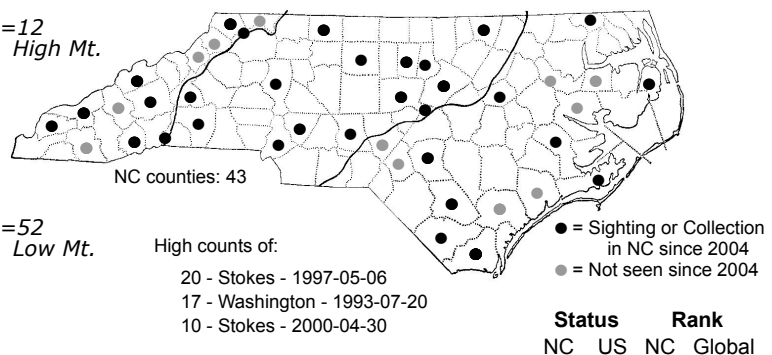 =12
High Mt.
NC counties: 43
=52
Low Mt.
High counts of:
20 - Stokes - 1997-05-06
17 - Washington - 1993-07-20
10 - Stokes - 2000-04-30
● = Sighting or Collection
in NC since 2004
● = Not seen since 2004
Status Rank
NC US NC Global